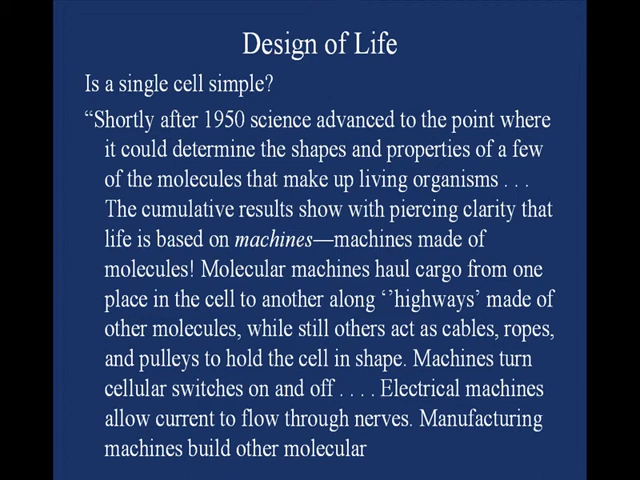 Design of Life
Is a single cell simple?
“Shortly after 1950 science advanced to the point where
it could determine the shapes and properties of a few
of the molecules that make up living organisms . . .
The cumulative results show with piercing clarity that
life is based on machines—machines made of
molecules! Molecular machines haul cargo from one
place in the cell to another along ‘’highways’ made of
other molecules, while still others act as cables, ropes,
and pulleys to hold the cell in shape. Machines turn
cellular switches on and off . . . . Electrical machines
allow current to flow through nerves. Manufacturing
machines build other molecular